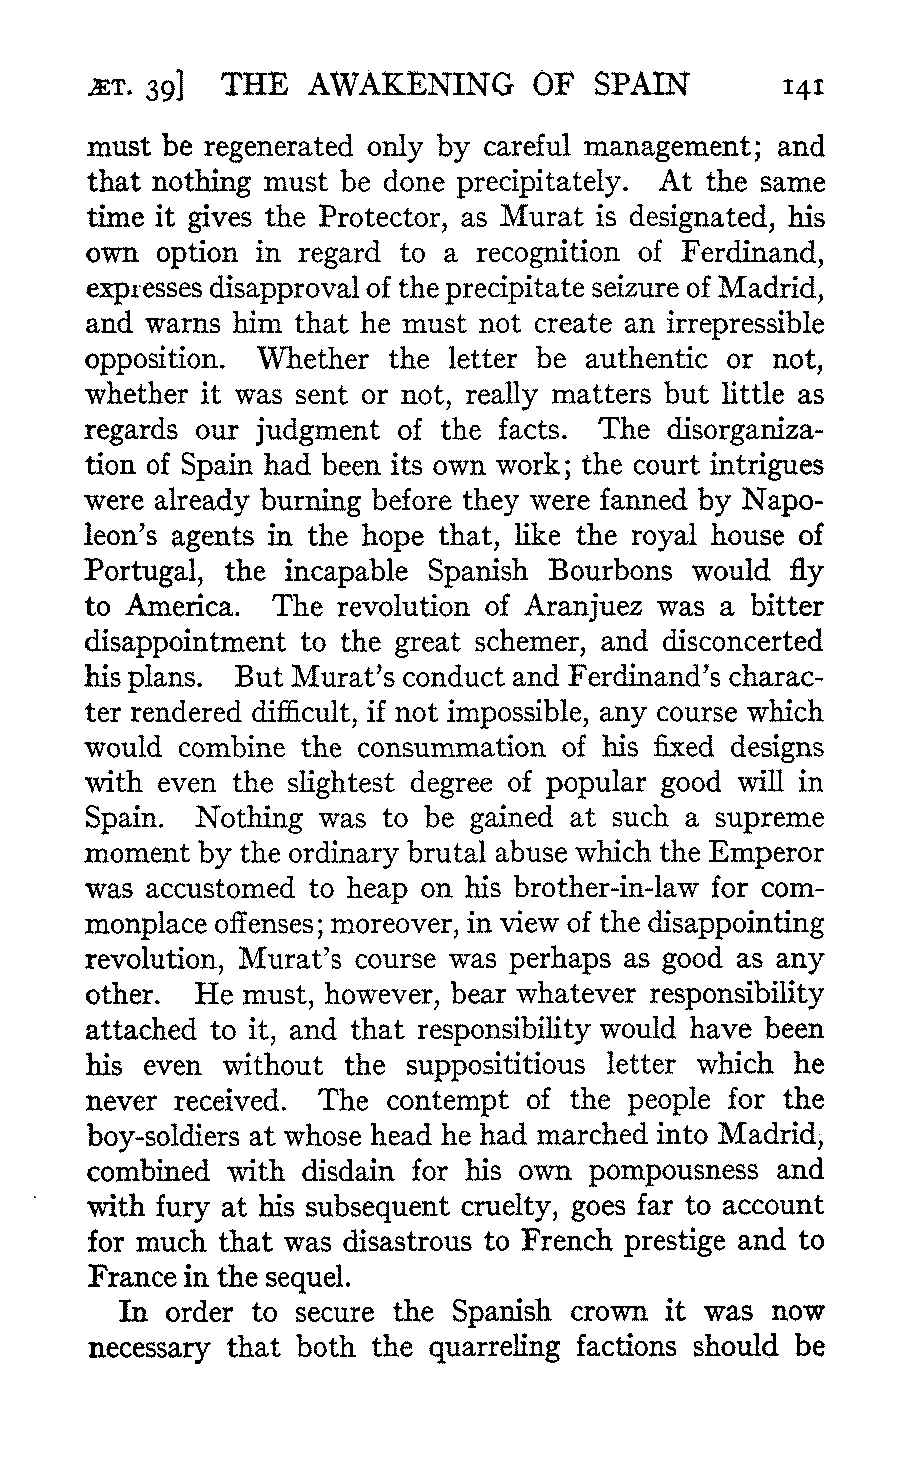 ÆT. 39] THE AWAKENING OF SPAIN 141
must be regenerated only by careful management; and
that nothing must be done precipitately. At the same
time it gives the Protector, as Murat is designated, his
own option in regard to a recognition of Ferdinand,
expresses disapproval of the precipitate seizure of Madrid,
and warns him that he must not create an irrepressible
opposition. Whether the letter be authentic or not,
whether it was sent or not, really matters but little as
regards our judgment of the facts. The disorganiza-
tion of Spain had been its own work; the court intrigues
were already burning before they were fanned by Napo-
leon's agents in the hope that, like the royal house of
Portugal, the incapable Spanish Bourbons would fly
to America. The revolution of Aranjuez was a bitter
disappointment to the great schemer, and disconcerted
his plans. But Murat's conduct and Ferdinand's charac-
ter rendered difficult, if not impossible, any course which
would combine the consummation of his fixed designs
with even the slightest degree of popular good will in
Spain. Nothing was to be gained at such a supreme
moment by the ordinary brutal abuse which the Emperor
was accustomed to heap on his brother-in-law for com-
monplace offenses; moreover, in view of the disappointing
revolution, Murat's course was perhaps as good as any
other. He must, however, bear whatever responsibility
attached to it, and that responsibility would have been
his even without the supposititious letter which he
never received. The contempt of the people for the
boy-soldiers at whose head he had marched into Madrid,
combined with disdain for his own pompousness and
with fury at his subsequent cruelty, goes far to account
for much that was disastrous to French prestige and to
France in the sequel.
In order to secure the Spanish crown it was now
necessary that both the quarreling factions should be